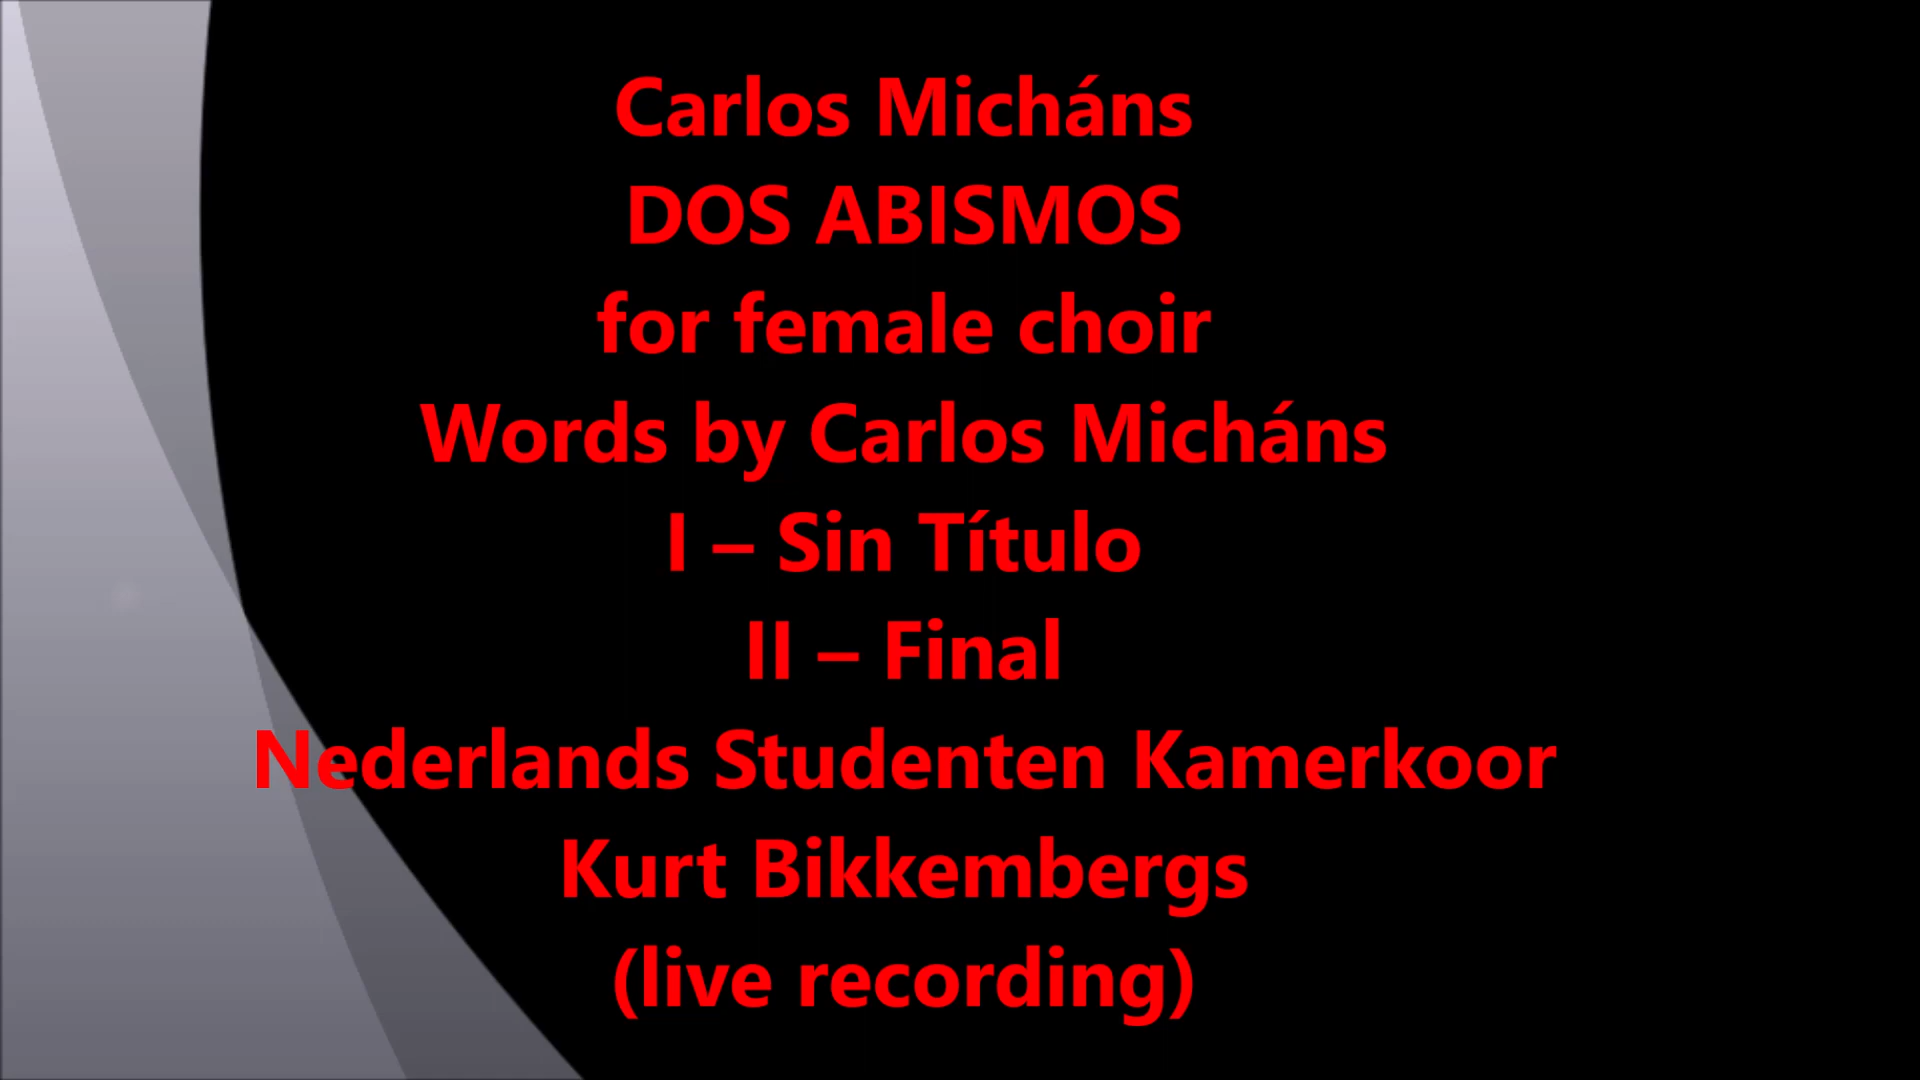 Carlos Micháns
DOS ABISMOS
for female choir
Words by Carlos Micháns
I – Sin Título
II – Final
Nederlands Studenten Kamerkoor
Kurt Bikkembergs
(live recording)